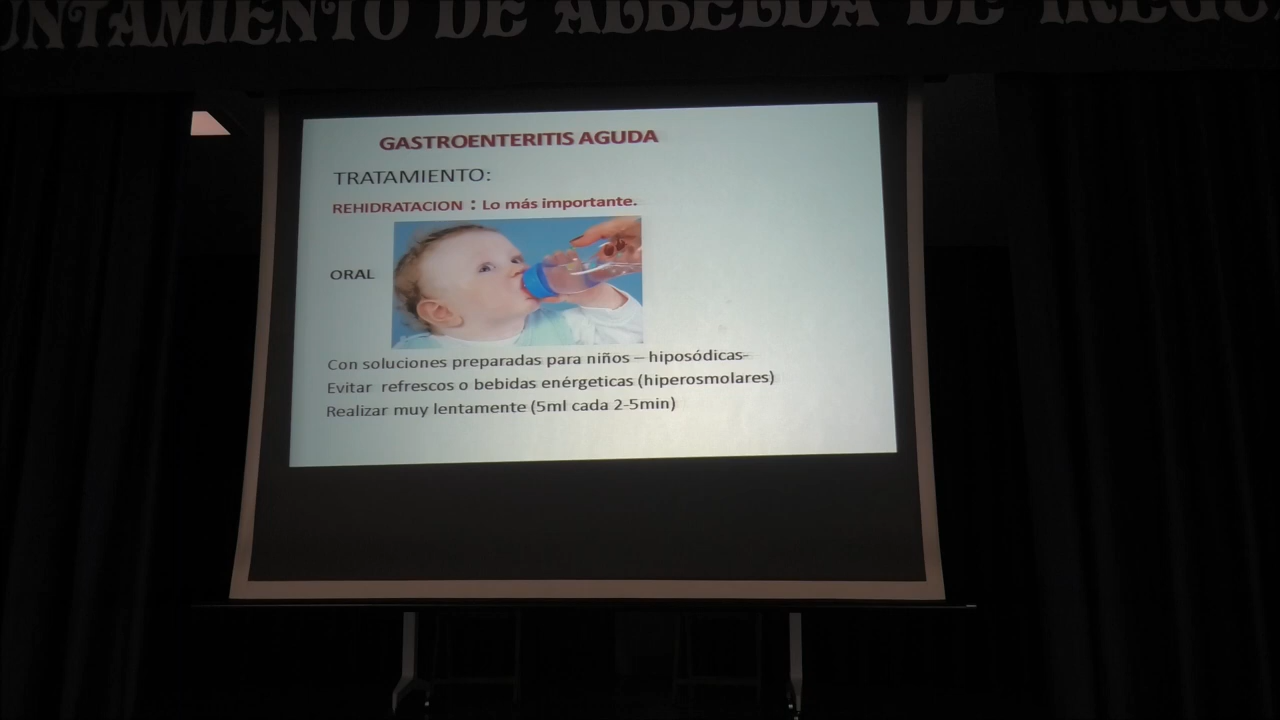 UNTAMIENTO DE ALBELDA DE IREGU
GASTROENTERITIS AGUDA
TRATAMIENTO:
REHIDRATACION : Lo más importante.
ORAL
Con soluciones preparadas para niños – hiposódicas-
Evitar refrescos o bebidas enérgeticas (hiperosmolares)
Realizar muy lentamente (5ml cada 2-5min)